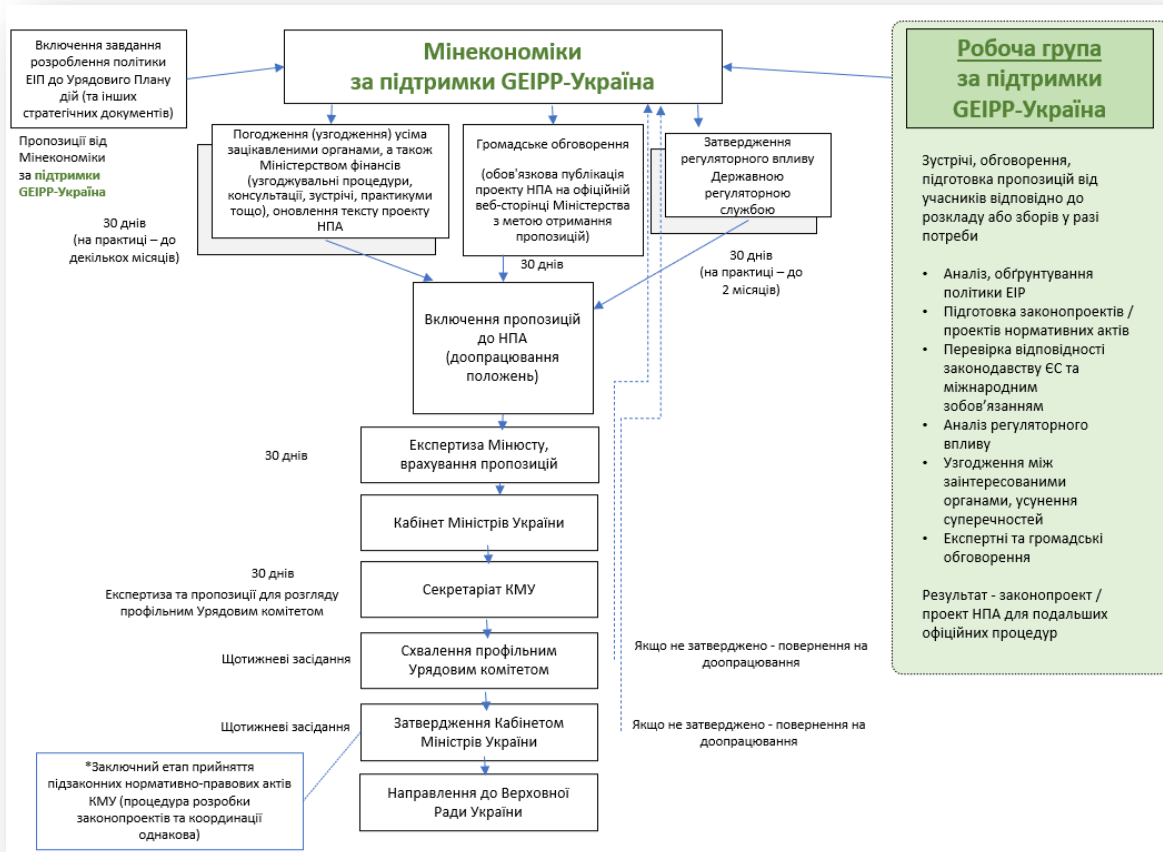 Включення завдання
розроблення політики
ЕІП до Урядового Плану
дій (та інших
стратегічних документів)
Мінекономіки
за підтримки GEIPP-Україна
Робоча група
за підтримки
GEIPP-Україна
Пропозиції від
Мінекономіки
за підтримки
GEIPP-Україна
Погодження (узгодження) усіма
зацікавленими органами, а також
Міністерством фінансів
(узгоджувальні процедури,
консультації, зустрічі, практикуми
тощо), оновлення тексту проекту
НПА
Громадське обговорення
(обов'язкова публікація
проекту НПА на офіційній
веб-сторінці Міністерства
з метою отримання
пропозицій)
Затвердження
регуляторного впливу
Державною
регуляторною
службою
30 днів
(на практиці – до
декількох місяців)
30 днів
30 днів
(на практиці – до
2 місяців)
Включення пропозицій
до НПА
(доопрацювання
положень)
30 днів
Експертиза Мінюсту,
врахування пропозицій
Кабінет Міністрів України
30 днів
Експертиза та пропозиції для розгляду
профільним Урядовим комітетом
Секретаріат КМУ
Щотижневі засідання
Схвалення профільним
Урядовим комітетом
Якщо не затверджено - повернення на
доопрацювання
Щотижневі засідання
Затвердження Кабінетом
Міністрів України
Якщо не затверджено - повернення на
доопрацювання
*Заключний етап прийняття
підзаконних нормативно-правових актів
КМУ (процедура розробки
законопроектів та координації
однакова)
Направлення до Верховної
Ради України
Зустрічі, обговорення,
підготовка пропозицій від
учасників відповідно до
розкладу або зборів у разі
потреби
• Аналіз, обґрунтування
політики ЕІР
• Підготовка законопроектів /
проектів нормативних актів
• Перевірка відповідності
законодавству ЄС та
міжнародним
зобов’язанням
• Аналіз регуляторного
впливу
• Узгодження між
заінтересованими
органами, усунення
суперечностей
• Експертні та громадські
обговорення
Результат - законопроект /
проект НПА для подальших
офіційних процедур